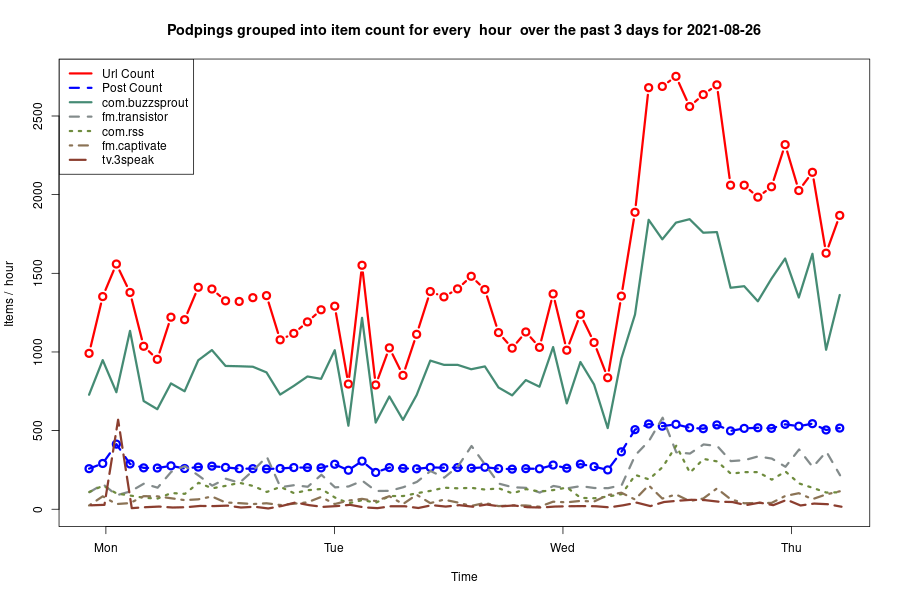 Podpings grouped into item count for every  hour  over the past 3 days for 2021-08-26
Url Count
Post Count
com.buzzsprout
fm.transistor
com.rss
fm.captivate
tv.3speak
Items /  hour
2500
2000
1500
1000
500
0
Mon
Tue
Wed
Thu
Time